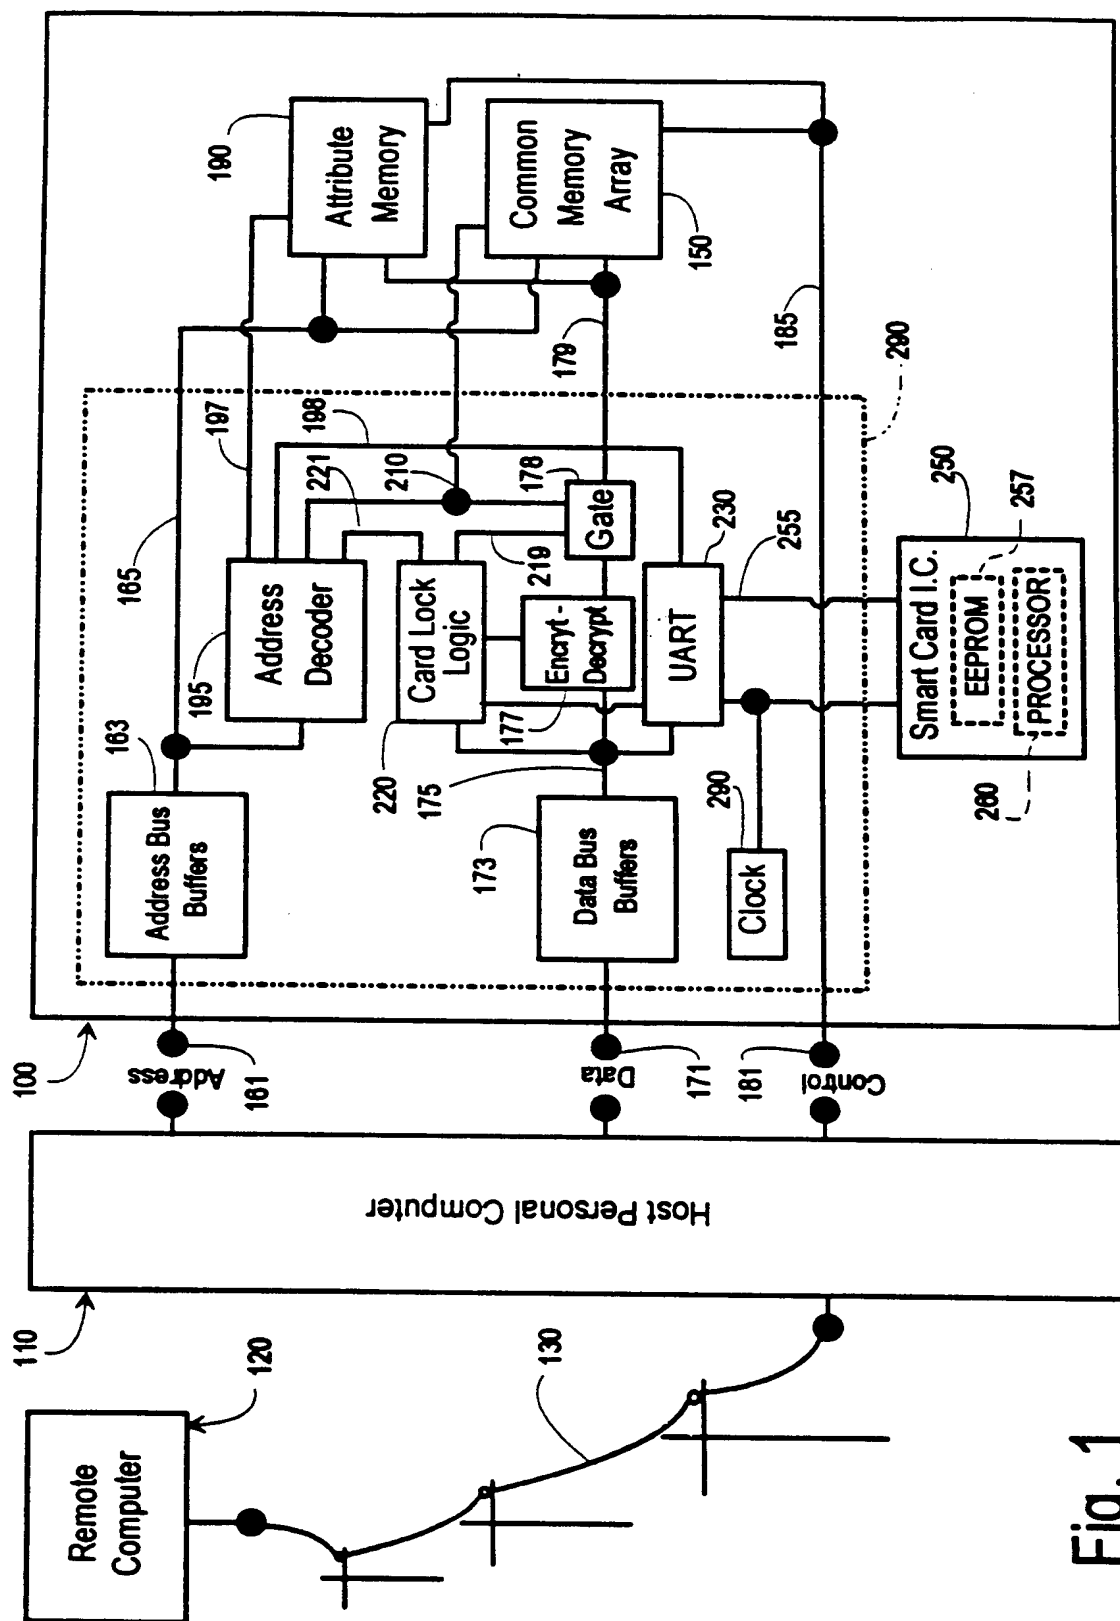 Remote
Computer
120
130
110
Host Personal Computer
100
Address
161
Data
171
181
Control
Address Bus
Buffers
163
165
195
Address
Decoder
197
221
198
190
Attribute
Memory
Common
Memory
Array
150
Card Lock
Logic
220
210
219
178
Gate
179
185
Encryt -
Decrypt
177
175
173
Data Bus
Buffers
UART
230
255
290
Clock
290
Smart Card I.C.
250
EEPROM
257
PROCESSOR
260
Fig. 1